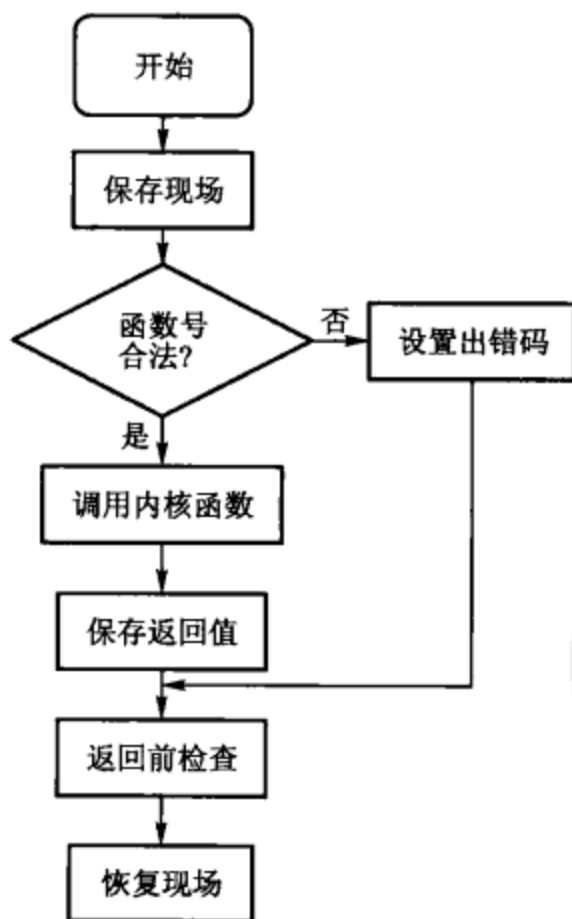 开始
保存现场
函数号
合法?
否
设置出错码
是
调用内核函数
保存返回值
返回前检查
恢复现场